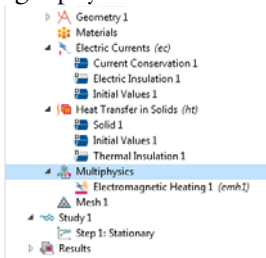 Geometry 1
Materials
Electric Currents (ec)
Current Conservation 1
Electric Insulation 1
Initial Values 1
Heat Transfer in Solids (ht)
Solid 1
Initial Values 1
Thermal Insulation 1
Multiphysics
Electromagnetic Heating 1 (emh1)
Mesh 1
Study 1
Step 1: Stationary
Results